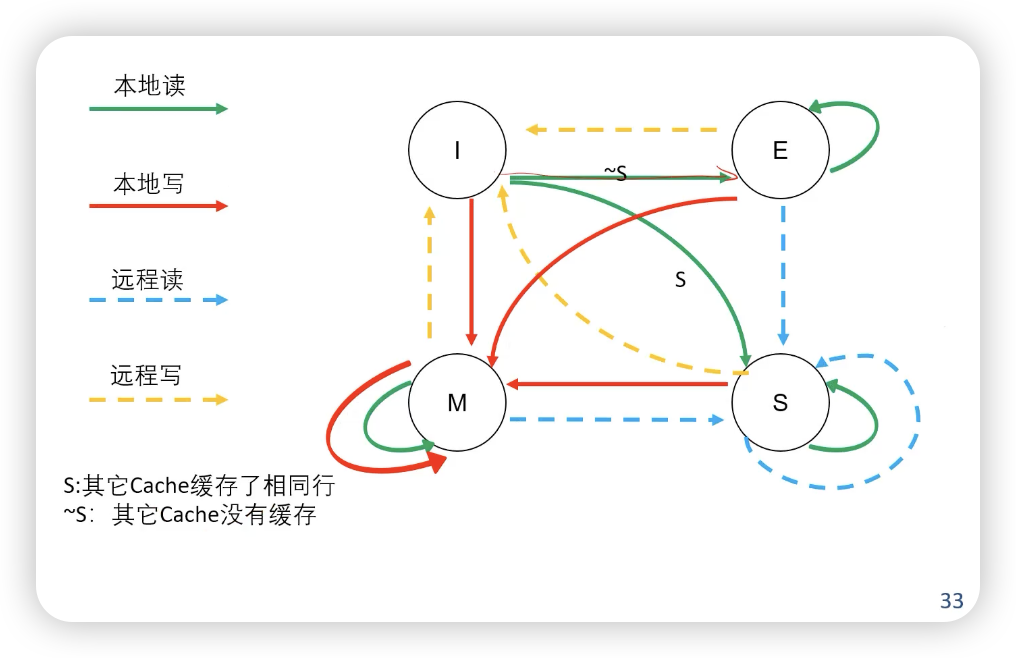 本地读
本地写
远程读
远程写
I
E
~S
S
M
S
S:其它Cache缓存了相同行
~S: 其它Cache没有缓存
33